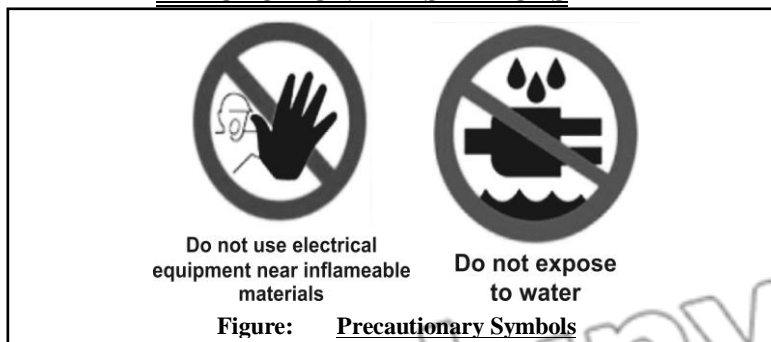 Do not use electrical
equipment near inflameable
materials
Do not expose
to water
Figure: Precautionary Symbols